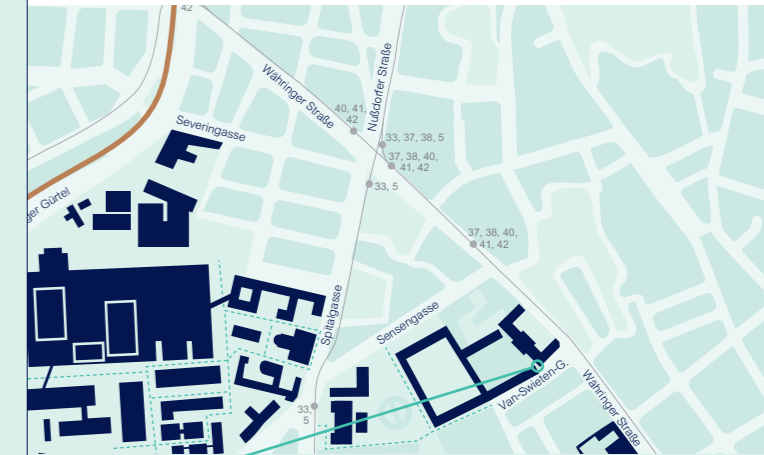 42
Währinger Straße
Nußdorfer Straße
40, 41,
42
Severingasse
33, 37, 38, 5
37, 38, 40,
41, 42
33, 5
ger Gürtel
37, 38, 40,
41, 42
Spitalgasse
Sensengasse
Van-Swieten-G.
Währinger Straße
33,
5